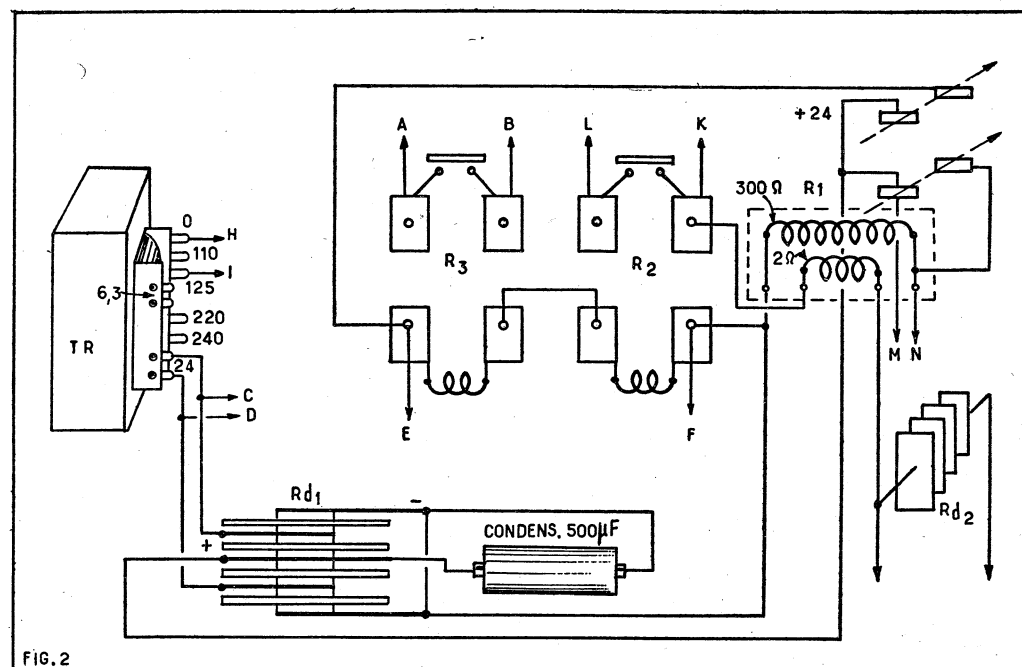 +24
A
B
L
K
300 Ω
R1
2Ω
0
H
110
I
125
6,3
220
240
TR
24
C
D
R3
R2
M
N
E
F
Rd1
-
+
CONDENS. 500µF
Rd2
FIG.2